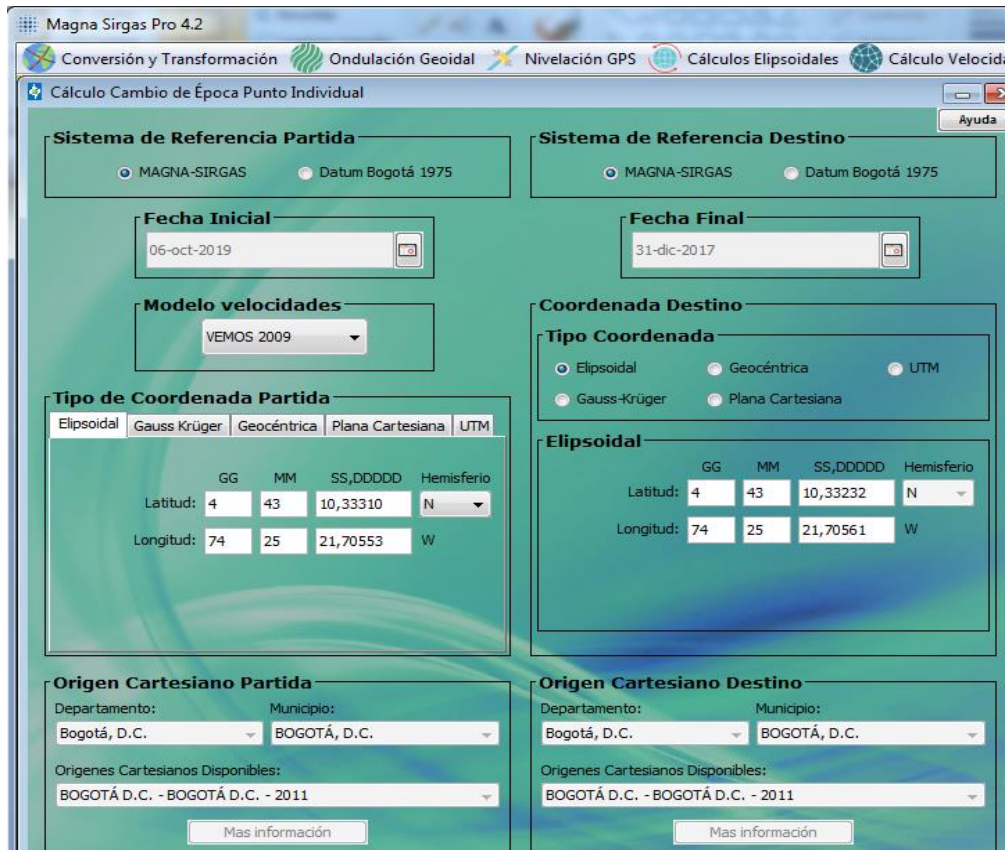 Magna Sirgas Pro 4.2
Conversión y Transformación Ondulación Geoidal Nivelación GPS Cálculos Elipsoidales Cálculo Velocida
Cálculo Cambio de Época Punto Individual
Ayuda
Sistema de Referencia Partida
MAGNA-SIRGAS Datum Bogotá 1975
Sistema de Referencia Destino
MAGNA-SIRGAS Datum Bogotá 1975
Fecha Inicial
06-oct-2019
Fecha Final
31-dic-2017
Modelo velocidades
VEMOS 2009
Coordenada Destino
Tipo Coordenada
Elipsoidal Geocéntrica UTM
Gauss-Krüger Plana Cartesiana
Tipo de Coordenada Partida
Elipsoidal Gauss Krüger Geocéntrica Plana Cartesiana UTM
GG MM SS,DDDDD Hemisferio
Latitud: 4 43 10,33310 N
Longitud: 74 25 21,70553 W
Elipsoidal
GG MM SS,DDDDD Hemisferio
Latitud: 4 43 10,33232 N
Longitud: 74 25 21,70561 W
Origen Cartesiano Partida
Departamento: Municipio:
Bogotá, D.C. BOGOTÁ, D.C.
Origenes Cartesianos Disponibles:
BOGOTÁ D.C. - BOGOTÁ D.C. - 2011
Mas información
Origen Cartesiano Destino
Departamento: Municipio:
Bogotá, D.C. BOGOTÁ, D.C.
Origenes Cartesianos Disponibles:
BOGOTÁ D.C. - BOGOTÁ D.C. - 2011
Mas información